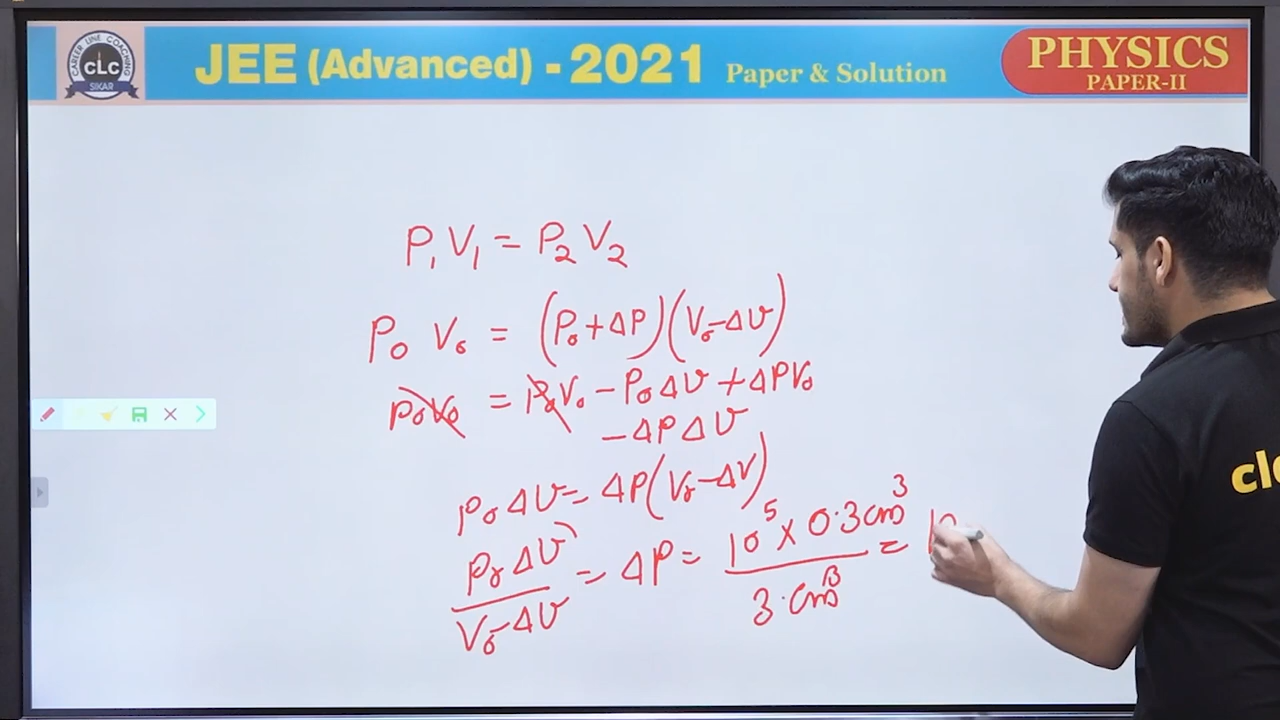 CAREER LINE COACHING
CLC
SIKAR
JEE (Advanced) - 2021 Paper & Solution
PHYSICS
PAPER-II
P₁V₁ = P₂V₂
P₀ V₀ = (P₀+ΔP)(V₀-ΔV)
P₀V₀ = P₀V₀ - P₀ΔV + ΔPV₀
-ΔPΔV
P₀ΔV = ΔP(V₀-ΔV)
P₀ΔV / V₀-ΔV = ΔP = 10⁵ × 0.3cm³ / 3.cm³ =